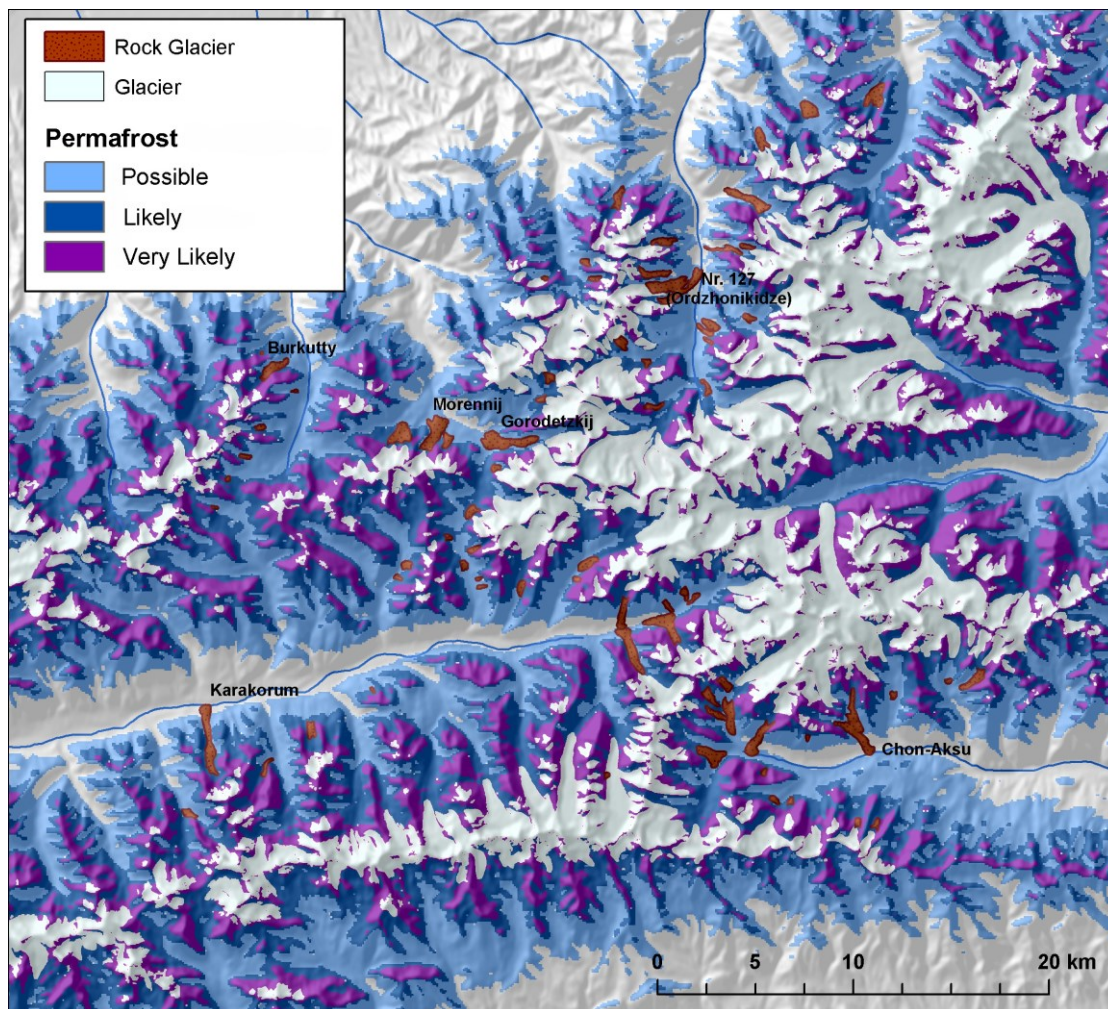 Rock Glacier
Glacier
Permafrost
Possible
Likely
Very Likely
Nr. 127
(Ordzhonikidze)
Burkutty
Morennij
Gorodetzkij
Karakorum
Chon-Aksu
0 5 10 20 km